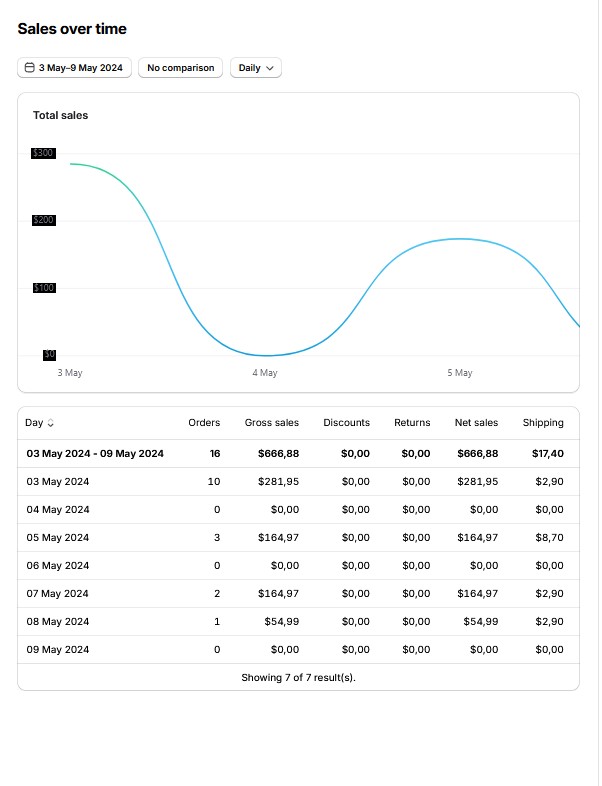 Sales over time
3 May–9 May 2024 No comparison Daily
Total sales
$300
$200
$100
$0
3 May 4 May 5 May
Day Orders Gross sales Discounts Returns Net sales Shipping
03 May 2024 - 09 May 2024 16 $666,88 $0,00 $0,00 $666,88 $17,40
03 May 2024 10 $281,95 $0,00 $0,00 $281,95 $2,90
04 May 2024 0 $0,00 $0,00 $0,00 $0,00 $0,00
05 May 2024 3 $164,97 $0,00 $0,00 $164,97 $8,70
06 May 2024 0 $0,00 $0,00 $0,00 $0,00 $0,00
07 May 2024 2 $164,97 $0,00 $0,00 $164,97 $2,90
08 May 2024 1 $54,99 $0,00 $0,00 $54,99 $2,90
09 May 2024 0 $0,00 $0,00 $0,00 $0,00 $0,00
Showing 7 of 7 result(s).